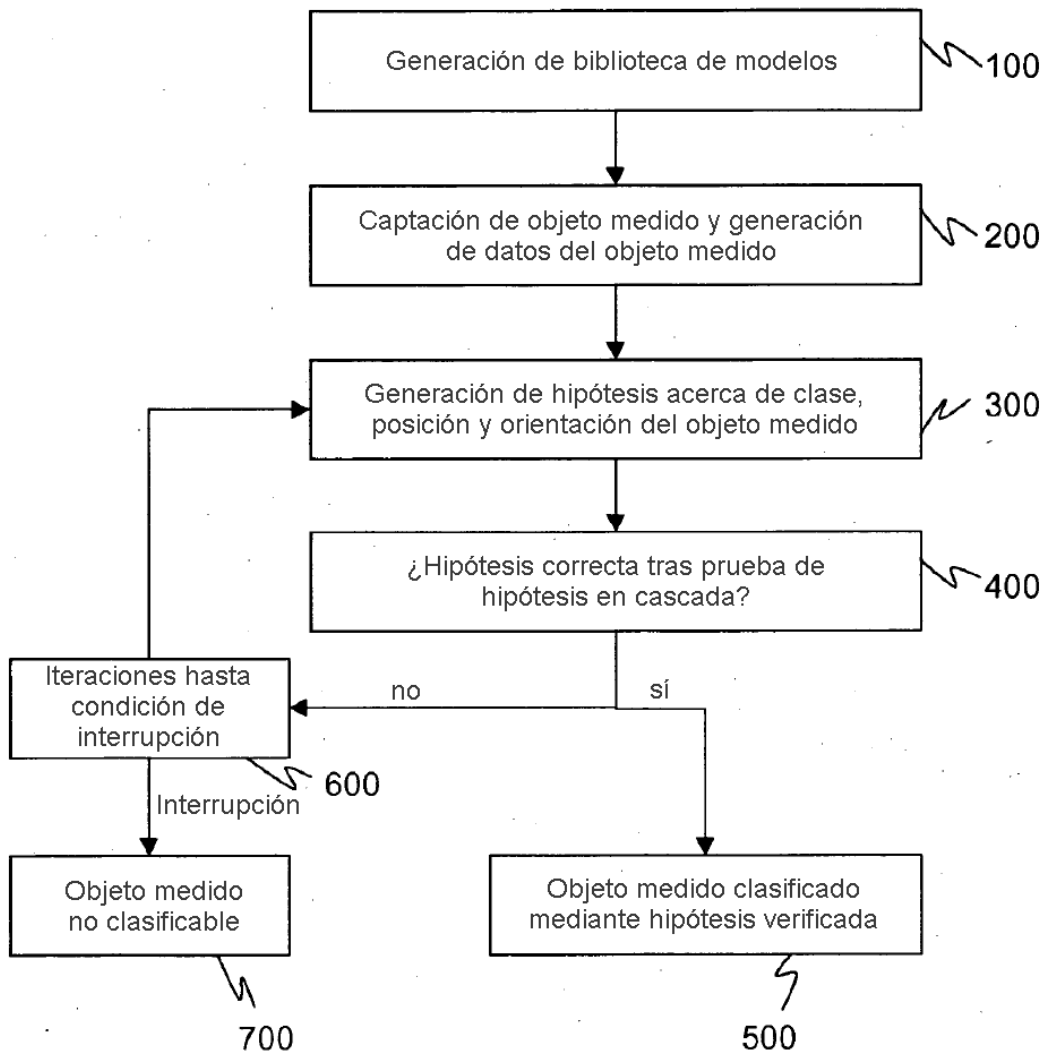 Generación de biblioteca de modelos
100
Captación de objeto medido y generación
de datos del objeto medido
200
Generación de hipótesis acerca de clase,
posición y orientación del objeto medido
300
¿Hipótesis correcta tras prueba de
hipótesis en cascada?
400
Iteraciones hasta
condición de
interrupción
no
sí
600
Interrupción
Objeto medido
no clasificable
Objeto medido clasificado
mediante hipótesis verificada
700
500